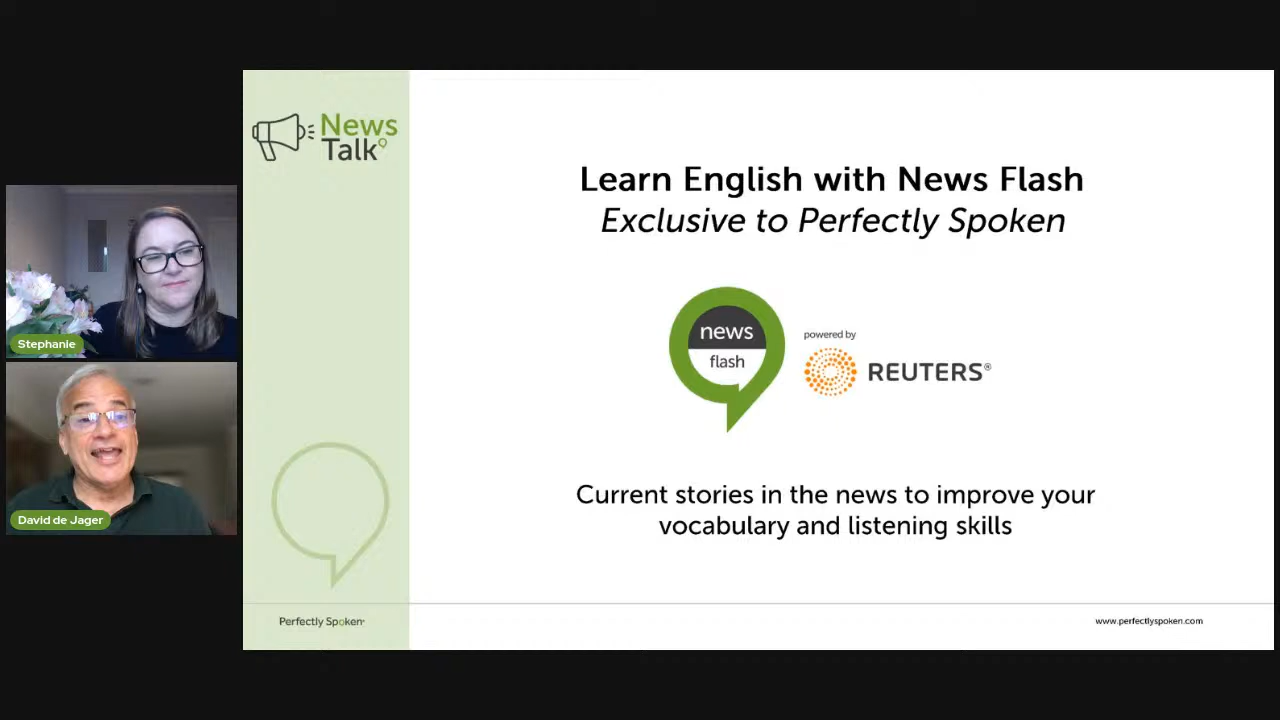 News
Talk
Learn English with News Flash
Exclusive to Perfectly Spoken
news
flash
powered by
REUTERS®
Stephanie
David de Jager
Current stories in the news to improve your
vocabulary and listening skills
Perfectly Spoken
www.perfectlyspoken.com